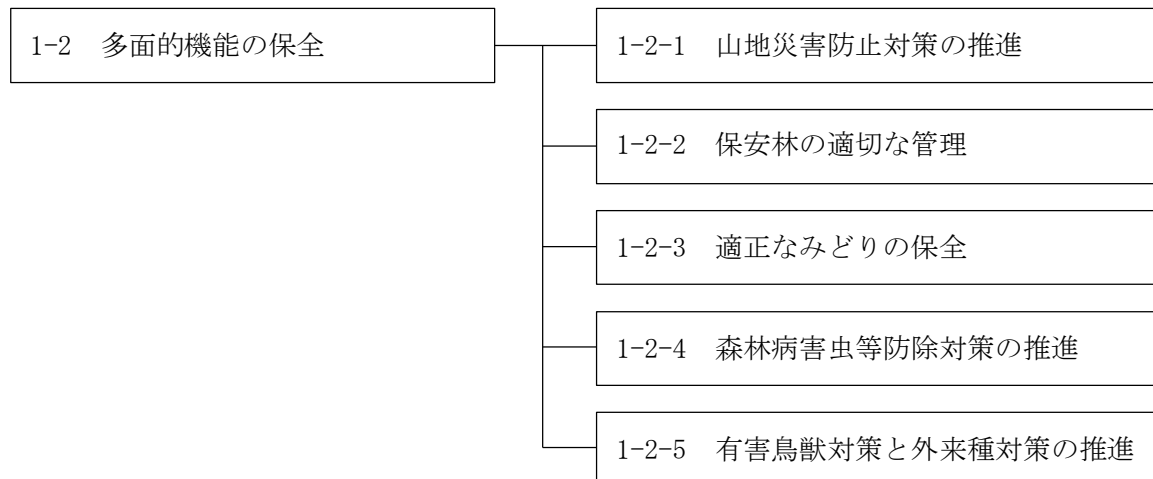 1-2　多面的機能の保全
1-2-1　山地災害防止対策の推進
1-2-2　保安林の適切な管理
1-2-3　適正なみどりの保全
1-2-4　森林病害虫等防除対策の推進
1-2-5　有害鳥獣対策と外来種対策の推進